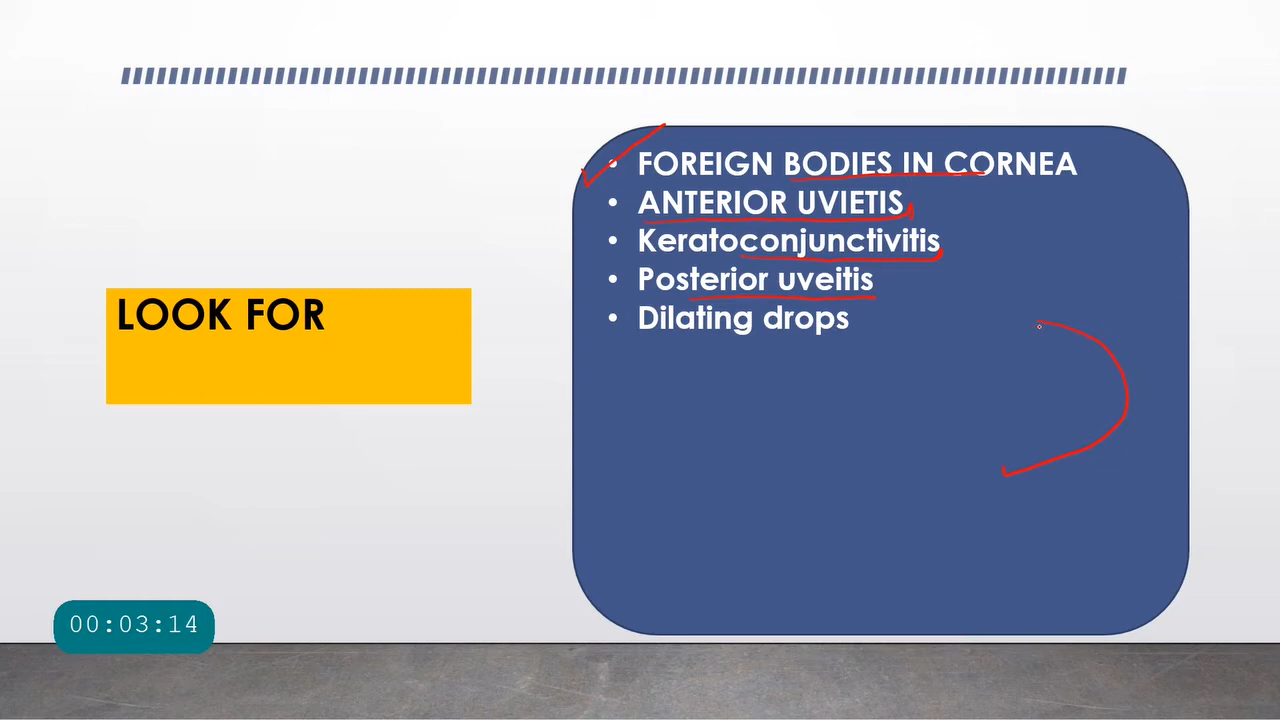 LOOK FOR
• FOREIGN BODIES IN CORNEA
• ANTERIOR UVIETIS
• Keratoconjunctivitis
• Posterior uveitis
• Dilating drops
00:03:14